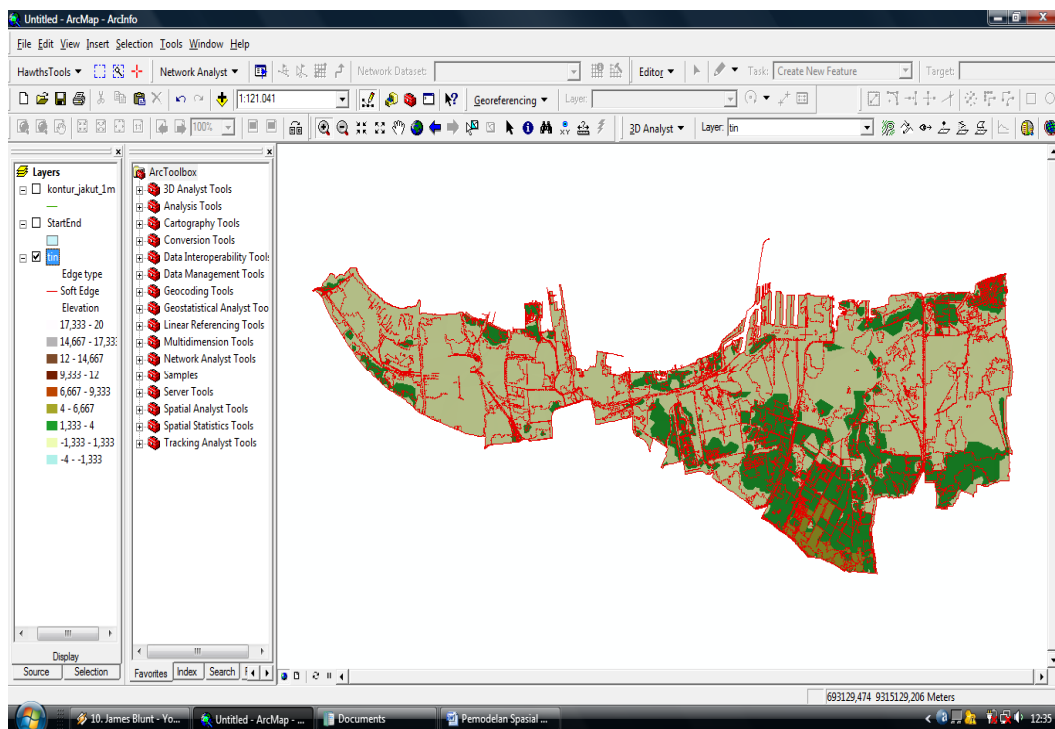 Untitled - ArcMap - ArcInfo
File Edit View Insert Selection Tools Window Help
HawthsTools Network Analyst Network Dataset: Editor Task: Create New Feature Target:
1:121.041 Georeferencing Layer:
100% 3D Analyst Layer: tin
Layers
kontur_jakut_1m
StartEnd
tin
Edge type
Soft Edge
Elevation
17,333 - 20
14,667 - 17,33
12 - 14,667
9,333 - 12
6,667 - 9,333
4 - 6,667
1,333 - 4
-1,333 - 1,333
-4 - -1,333
Display
Source Selection
ArcToolbox
3D Analyst Tools
Analysis Tools
Cartography Tools
Conversion Tools
Data Interoperability Tools
Data Management Tools
Geocoding Tools
Geostatistical Analyst Too
Linear Referencing Tools
Multidimension Tools
Network Analyst Tools
Samples
Server Tools
Spatial Analyst Tools
Spatial Statistics Tools
Tracking Analyst Tools
Favorites Index Search
693129,474 9315129,206 Meters
10. James Blunt - Yo... Untitled - ArcMap - ... Documents Pemodelan Spasial ... 12:35